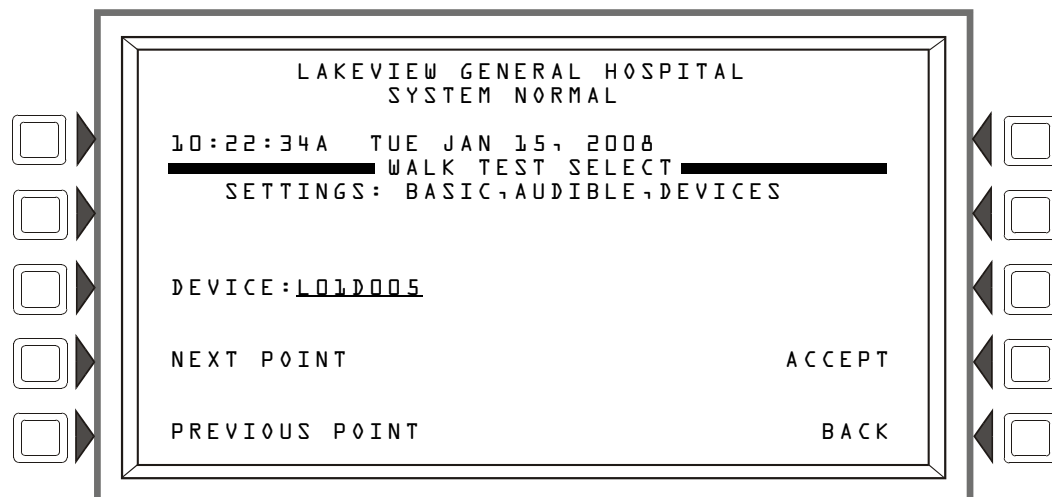 LAKEVIEW GENERAL HOSPITAL
SYSTEM NORMAL
10:22:34A TUE JAN 15, 2008
WALK TEST SELECT
SETTINGS: BASIC,AUDIBLE,DEVICES
DEVICE:L01D005
NEXT POINT ACCEPT
PREVIOUS POINT BACK